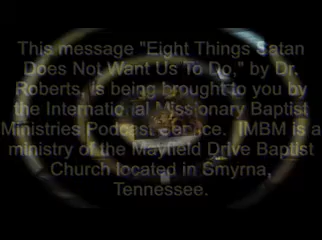 This message "Eight Things Satan
Does Not Want Us To Do," by Dr.
Roberts, is being brought to you by
the International Missionary Baptist
Ministries Podcast Service. IMBM is a
ministry of the Mayfield Drive Baptist
Church located in Smyrna,
Tennessee.